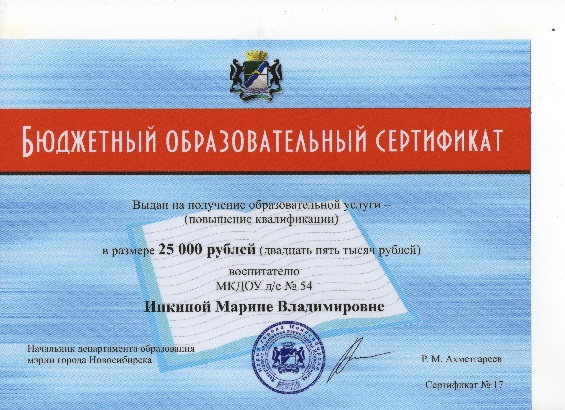 БЮДЖЕТНЫЙ ОБРАЗОВАТЕЛЬНЫЙ СЕРТИФИКАТ
Выдан на получение образовательной услуги –
(повышение квалификации)
в размере 25 000 рублей (двадцать пять тысяч рублей)
воспитателю
МКДОУ д/с № 54
Инкиной Марине Владимировне
Начальник департамента образования
мэрии города Новосибирска
Р. М. Ахметгареев
Сертификат № 17